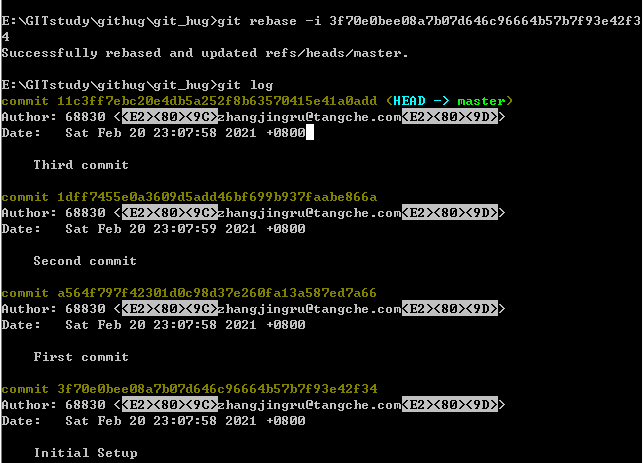 E:\GITstudy\githug\git_hug>git rebase -i 3f70e0bee08a7b07d646c96664b57b7f93e42f3
4
Successfully rebased and updated refs/heads/master.
E:\GITstudy\githug\git_hug>git log
commit 11c3ff7ebc20e4db5a252f8b63570415e41a0add (HEAD -> master)
Author: 68830 <<E2><80><9C>zhangjingru@tangche.com<E2><80><9D>>
Date:   Sat Feb 20 23:07:58 2021 +0800
Third commit
commit 1dff7455e0a3609d5add46bf699b937faabe866a
Author: 68830 <<E2><80><9C>zhangjingru@tangche.com<E2><80><9D>>
Date:   Sat Feb 20 23:07:59 2021 +0800
Second commit
commit a564f797f42301d0c98d37e260fa13a587ed7a66
Author: 68830 <<E2><80><9C>zhangjingru@tangche.com<E2><80><9D>>
Date:   Sat Feb 20 23:07:58 2021 +0800
First commit
commit 3f70e0bee08a7b07d646c96664b57b7f93e42f34
Author: 68830 <<E2><80><9C>zhangjingru@tangche.com<E2><80><9D>>
Date:   Sat Feb 20 23:07:58 2021 +0800
Initial Setup